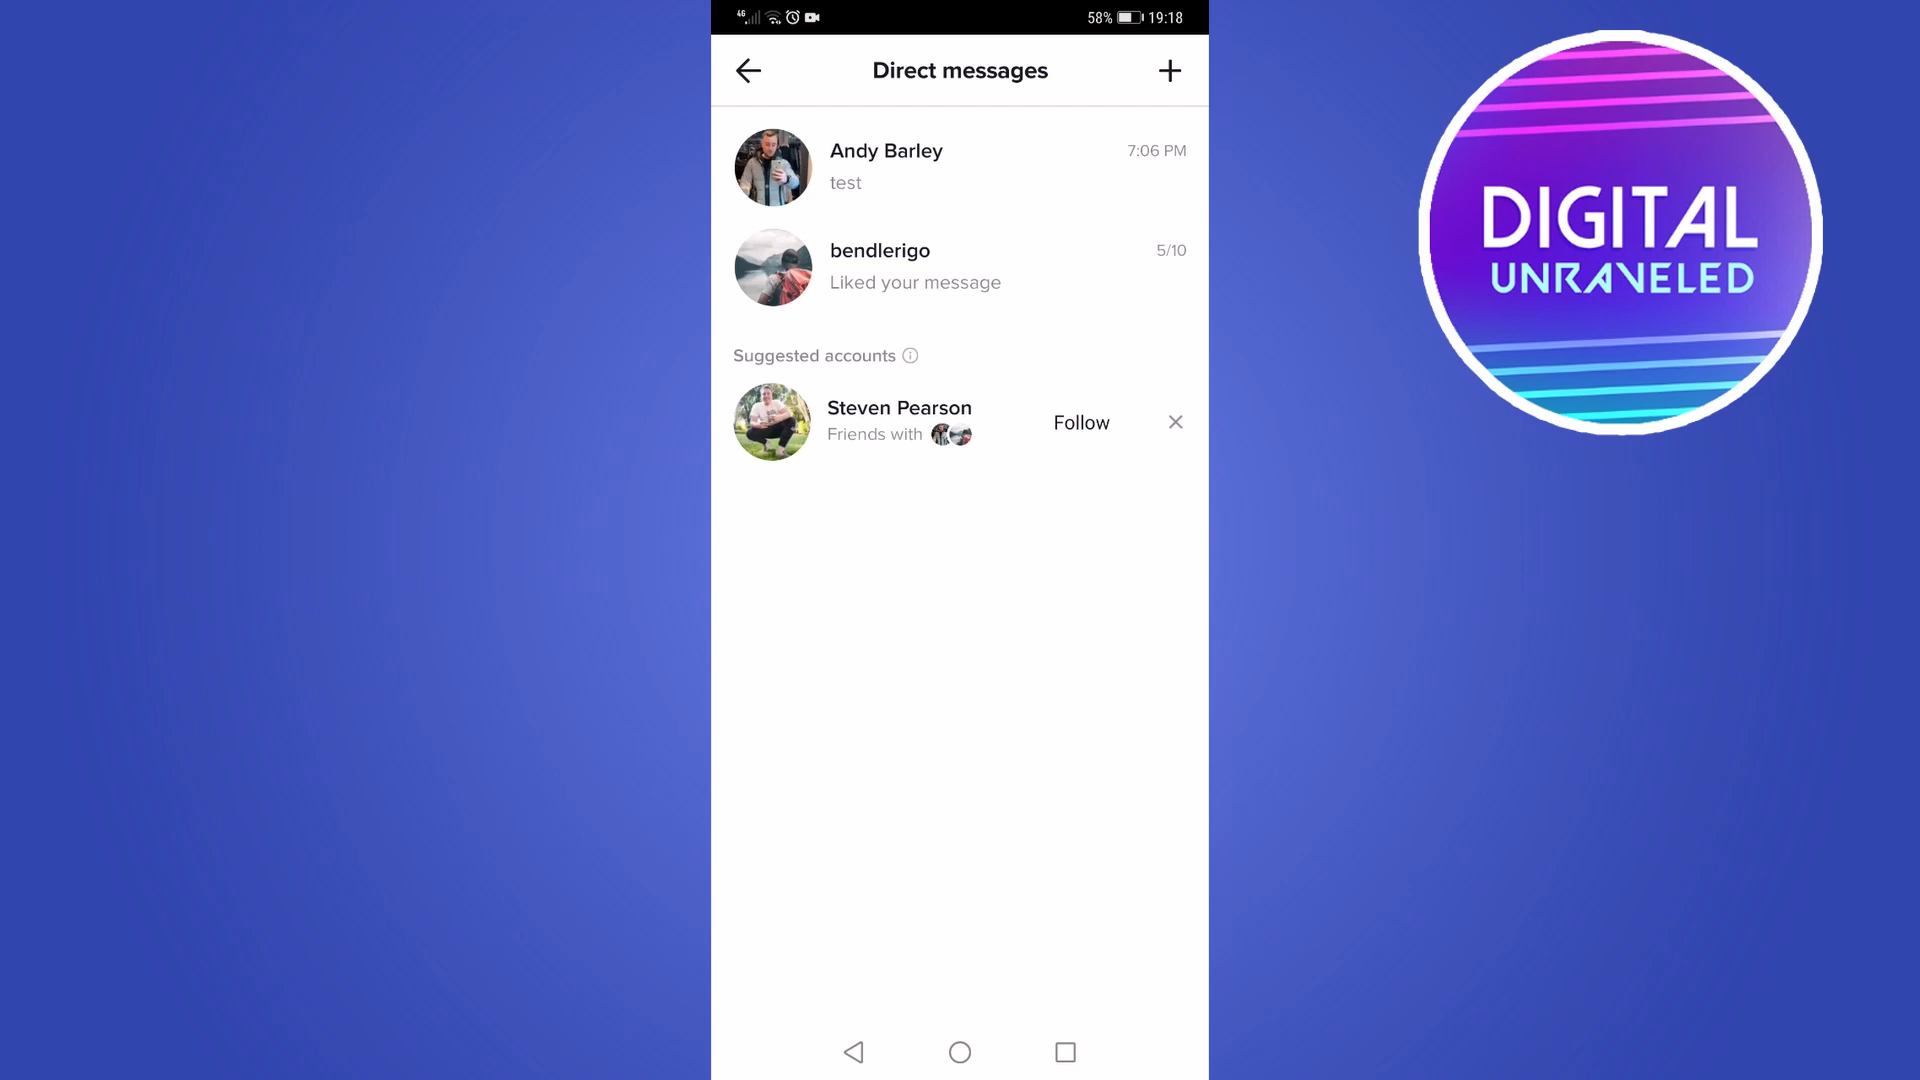 4G
58%
19:18
Direct messages
Andy Barley
7:06 PM
test
bendlerigo
5/10
Liked your message
Suggested accounts
Steven Pearson
Friends with
Follow
DIGITAL
UNRAVELED